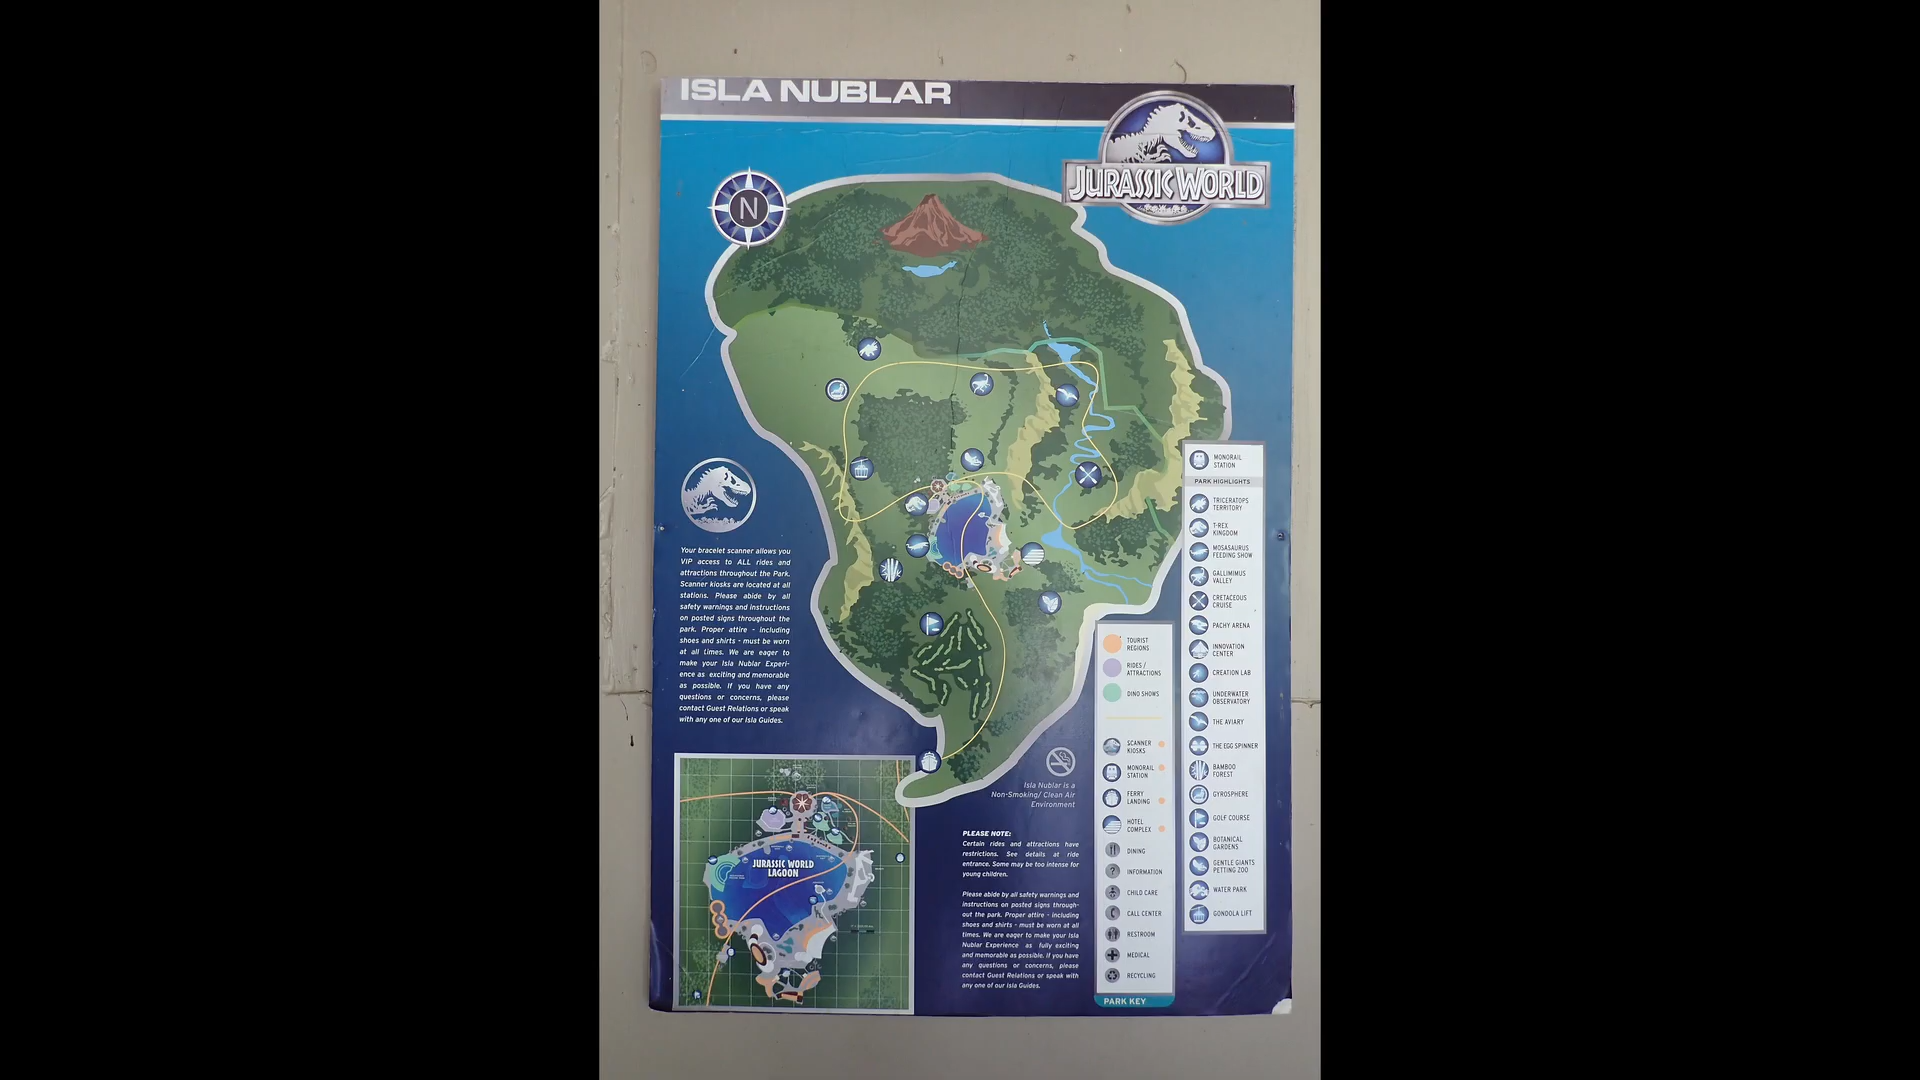 ISLA NUBLAR
JURASSIC WORLD
N
Your bracelet scanner allows you
VIP access to ALL rides and
attractions throughout the Park.
Scanner kiosks are located at all
stations. Please abide by all
safety warnings and instructions
on posted signs throughout the
park. Proper attire - including
shoes and shirts - must be worn
at all times. We are eager to
make your Isla Nublar Experi-
ence as exciting and memorable
as possible. If you have any
questions or concerns, please
contact Guest Relations or speak
with any one of our Isla Guides.
JURASSIC WORLD
LAGOON
Isla Nublar is a
Non-Smoking/ Clean Air
Environment
PLEASE NOTE:
Certain rides and attractions have
restrictions. See details at ride
entrance. Some may be too intense for
young children.
Please abide by all safety warnings and
instructions on posted signs through-
out the park. Proper attire - including
shoes and shirts - must be worn at all
times. We are eager to make your Isla
Nublar Experience as fully exciting
and memorable as possible. If you have
any questions or concerns, please
contact Guest Relations or speak with
any one of our Isla Guides.
TOURIST
REGIONS
RIDES /
ATTRACTIONS
DINO SHOWS
SCANNER
KIOSKS
MONORAIL
STATION
FERRY
LANDING
HOTEL
COMPLEX
DINING
INFORMATION
CHILD CARE
CALL CENTER
RESTROOM
MEDICAL
RECYCLING
PARK KEY
MONORAIL
STATION
PARK HIGHLIGHTS
TRICERATOPS
TERRITORY
T-REX
KINGDOM
MOSASAURUS
FEEDING SHOW
GALLIMIMUS
VALLEY
CRETACEOUS
CRUISE
PACHY ARENA
INNOVATION
CENTER
CREATION LAB
UNDERWATER
OBSERVATORY
THE AVIARY
THE EGG SPINNER
BAMBOO
FOREST
GYROSPHERE
GOLF COURSE
BOTANICAL
GARDENS
GENTLE GIANTS
PETTING ZOO
WATER PARK
GONDOLA LIFT